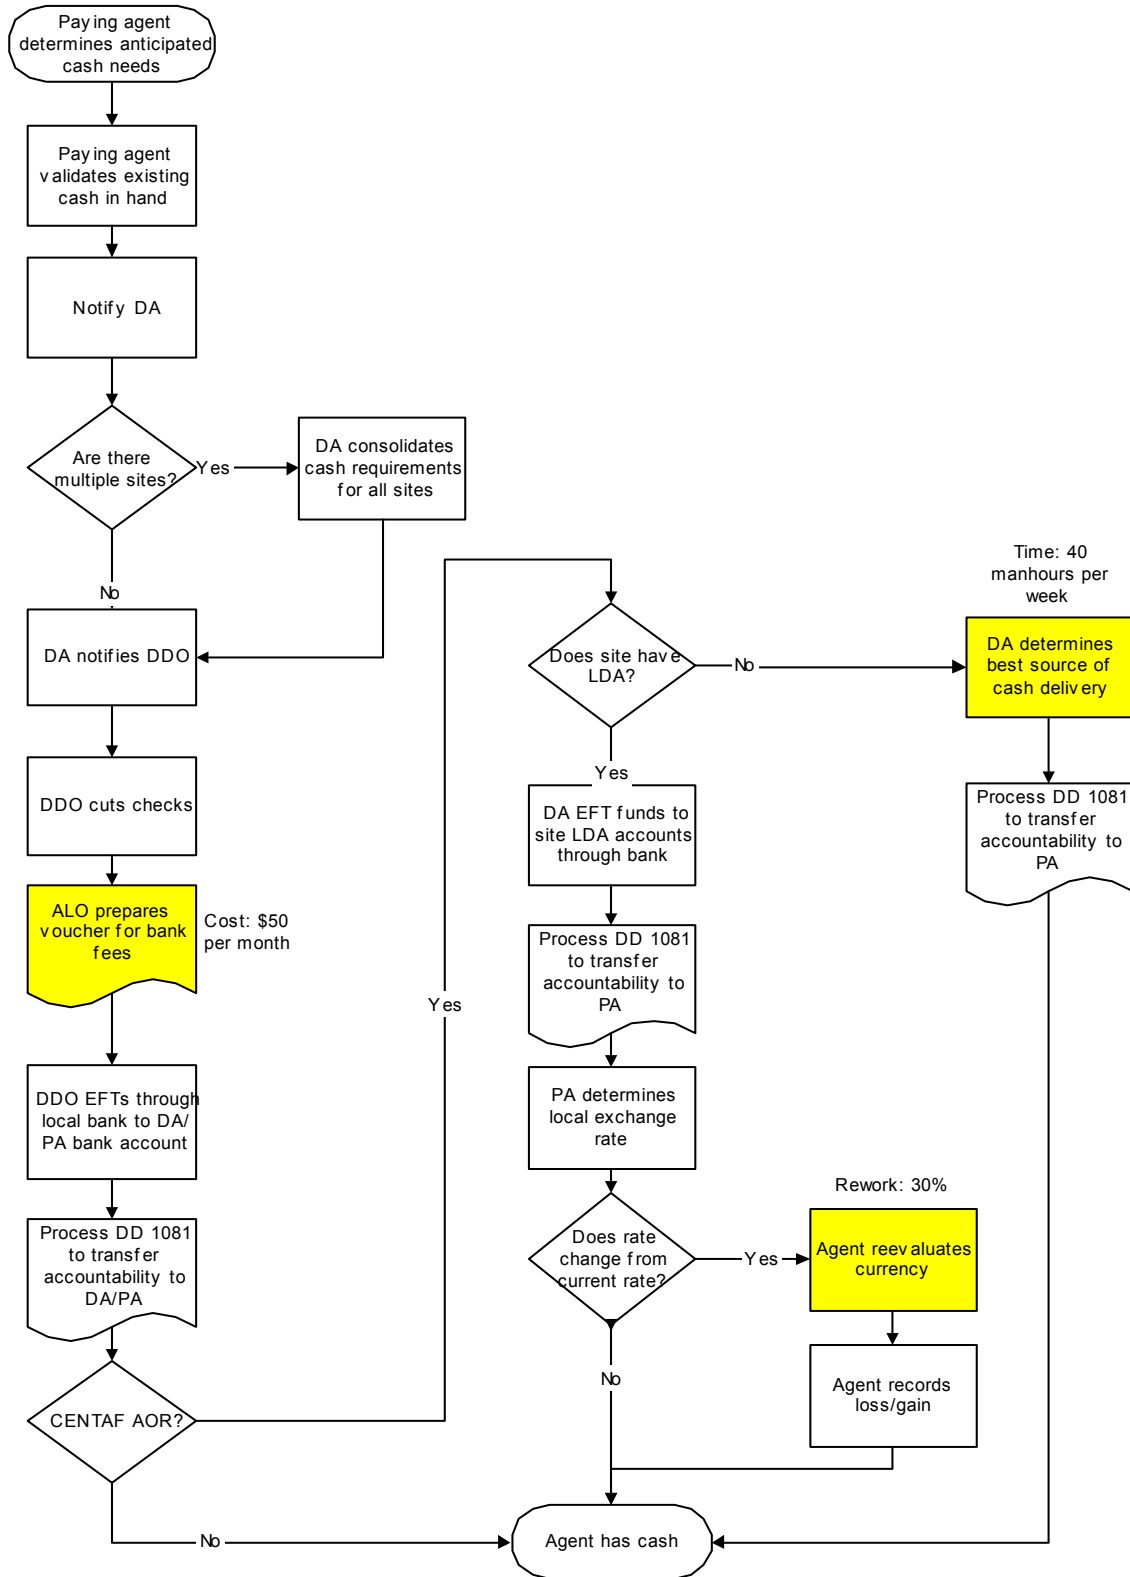 Paying agent
determines anticipated
cash needs
Paying agent
validates existing
cash in hand
Notify DA
Are there
multiple sites?
Yes
DA consolidates
cash requirements
for all sites
No
DA notifies DDO
DDO cuts checks
ALO prepares
voucher for bank
fees
Cost: $50
per month
DDO EFTs through
local bank to DA/
PA bank account
Process DD 1081
to transfer
accountability to
DA/PA
CENTAF AOR?
Yes
No
Does site have
LDA?
No
Time: 40
manhours per
week
DA determines
best source of
cash delivery
Process DD 1081
to transfer
accountability to
PA
Yes
DA EFT funds to
site LDA accounts
through bank
Process DD 1081
to transfer
accountability to
PA
PA determines
local exchange
rate
Does rate
change from
current rate?
Yes
Rework: 30%
Agent reevaluates
currency
Agent records
loss/gain
No
Agent has cash